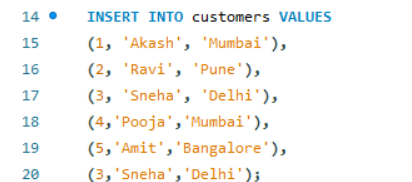 14 INSERT INTO customers VALUES
15 (1, 'Akash', 'Mumbai'),
16 (2, 'Ravi', 'Pune'),
17 (3, 'Sneha', 'Delhi'),
18 (4,'Pooja','Mumbai'),
19 (5,'Amit','Bangalore'),
20 (3,'Sneha','Delhi');